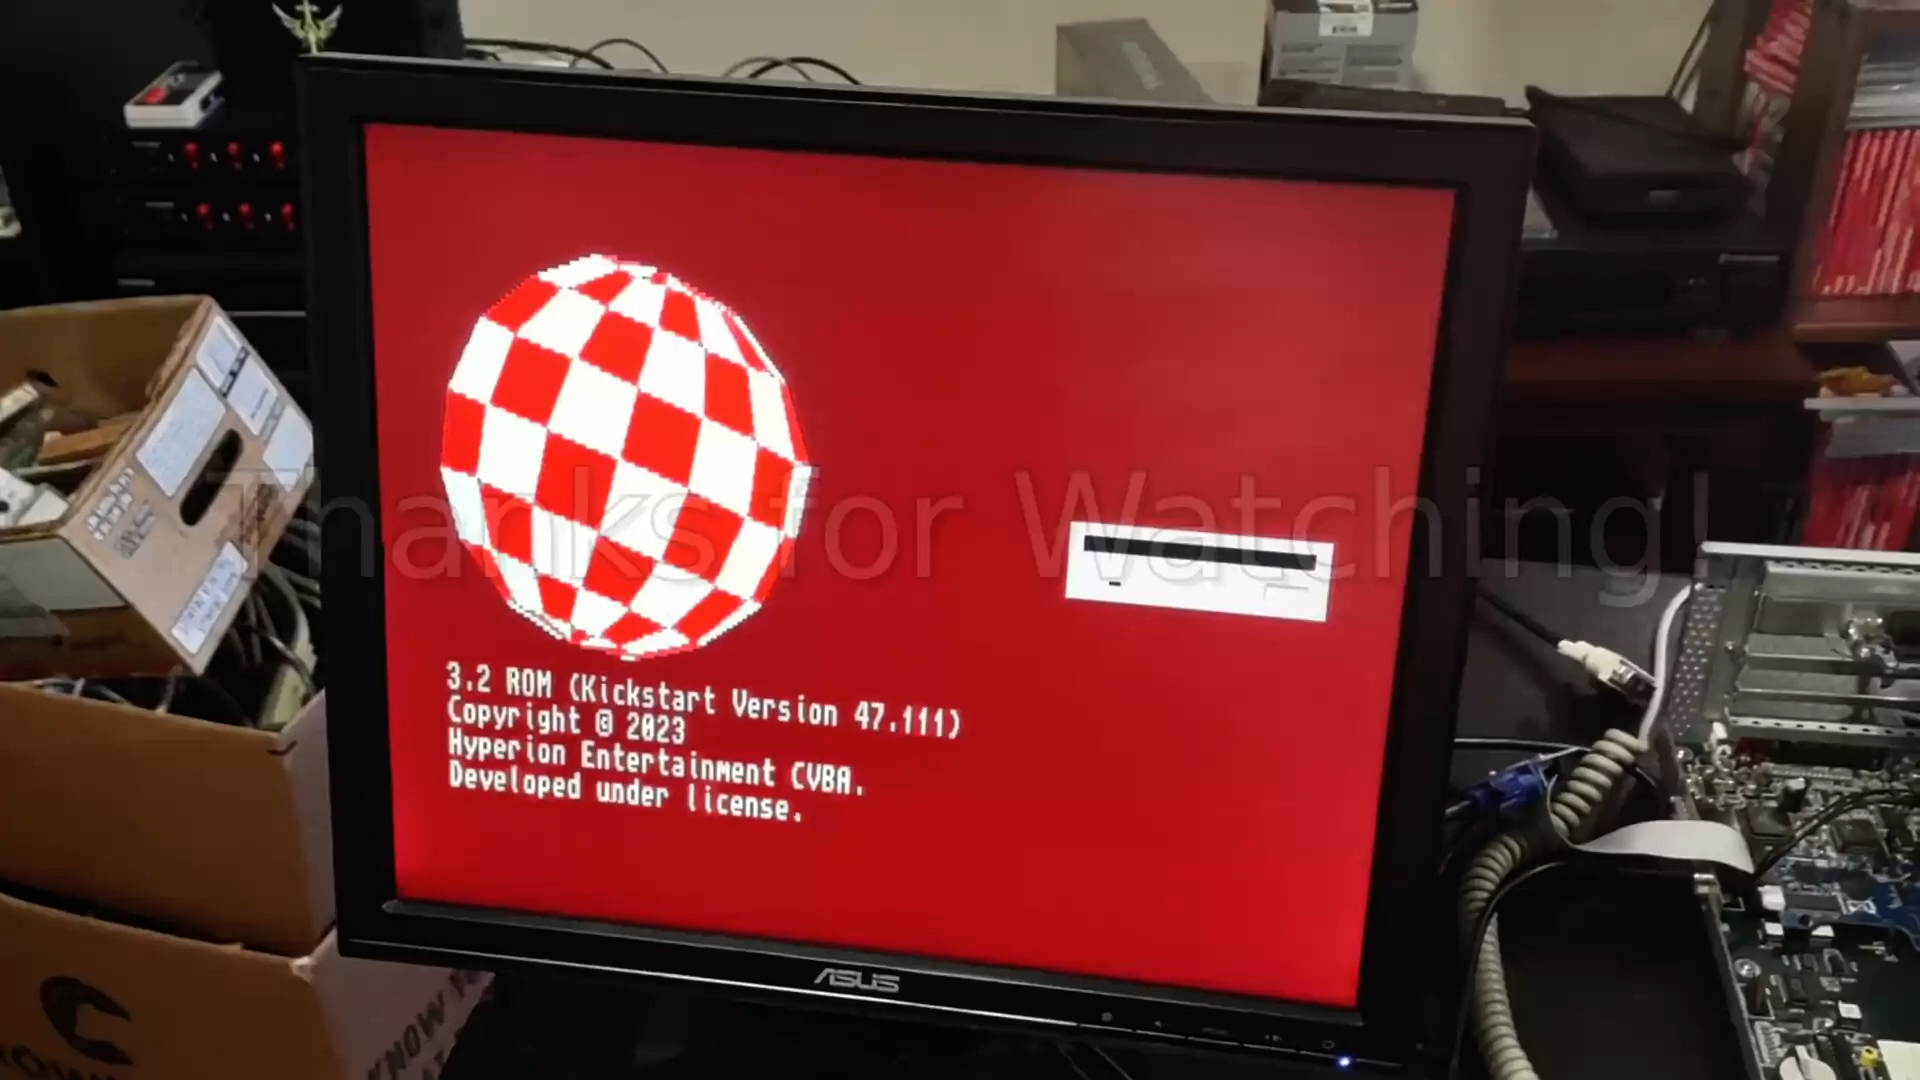 Thanks for Watching!
3.2 ROM (Kickstart Version 47.111)
Copyright © 2023
Hyperion Entertainment CVBA.
Developed under license.
ASUS
KNOW